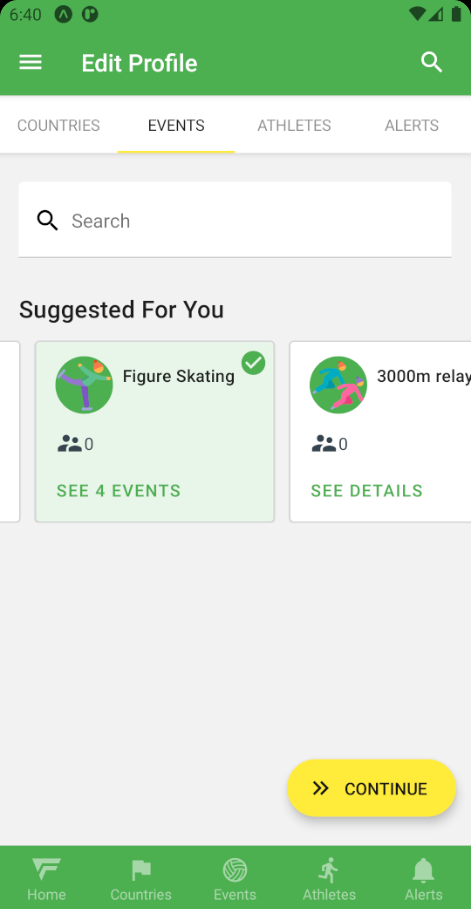 6:40
Edit Profile
COUNTRIES EVENTS ATHLETES ALERTS
Search
Suggested For You
Figure Skating
3000m relay
0
0
SEE 4 EVENTS
SEE DETAILS
CONTINUE
Home Countries Events Athletes Alerts